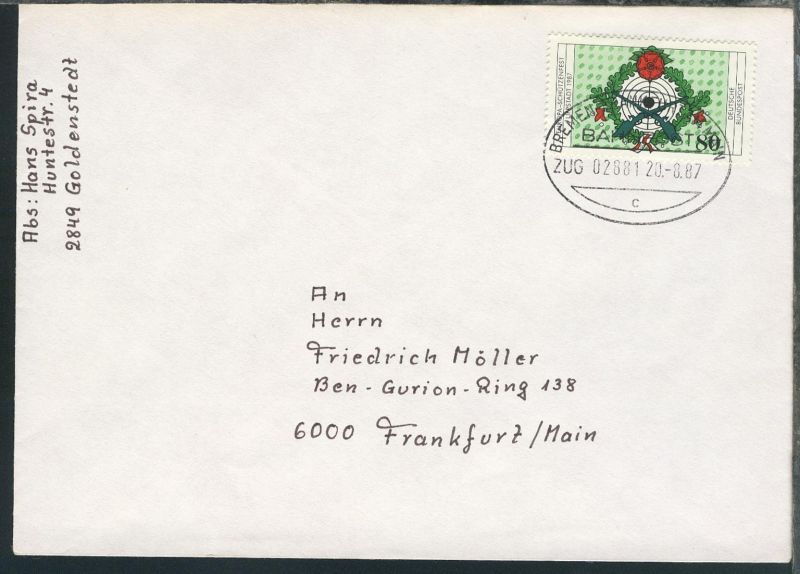 Abs: Hans Spira
Huntestr. 4
2849 Goldenstedt
DEUTSCHE
BUNDESPOST
80
BAHNPOST
ZUG 02881 20.-8.87
c
An
Herrn
Friedrich Möller
Ben-Gurion-Ring 138
6000 Frankfurt/Main